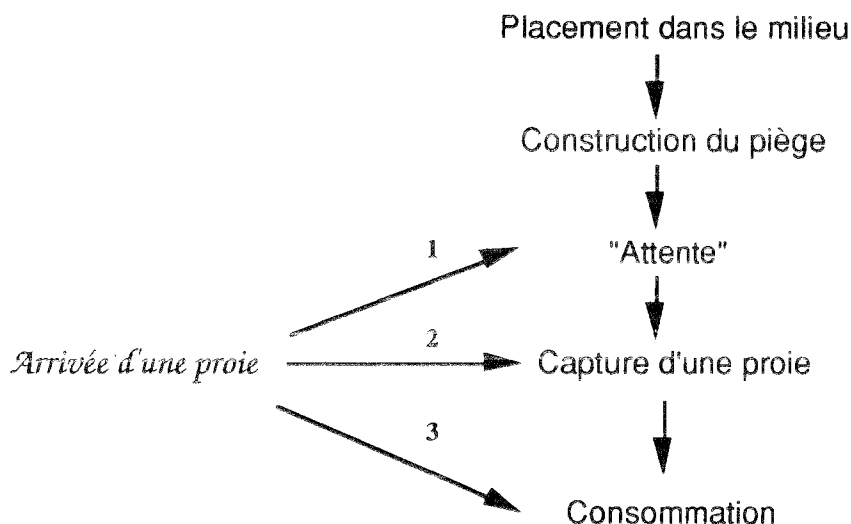 Placement dans le milieu
Construction du piège
1
"Attente"
2
Arrivée d'une proie
Capture d'une proie
3
Consommation